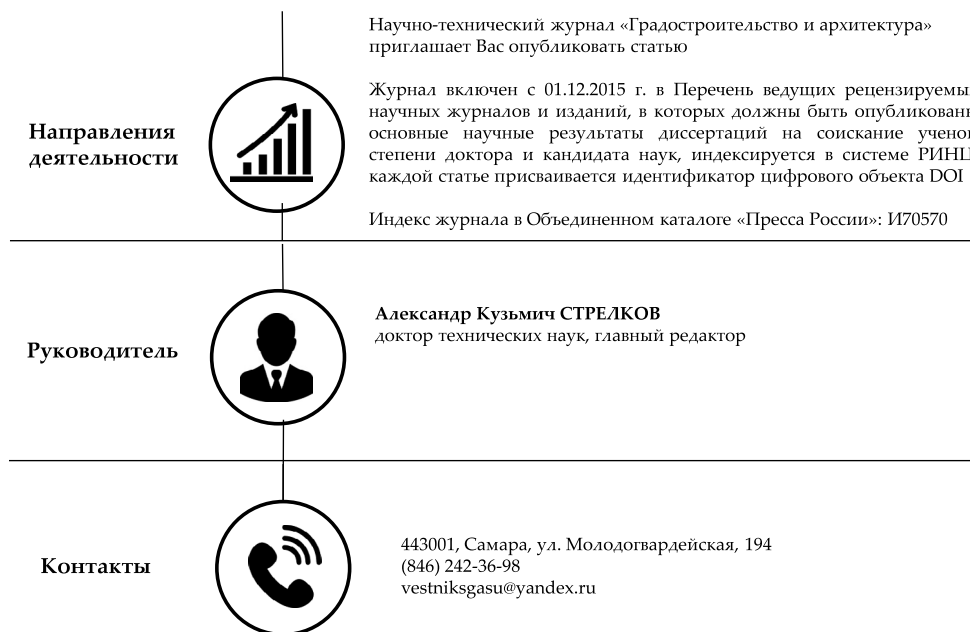 Научно-технический журнал «Градостроительство и архитектура»
приглашает Вас опубликовать статью
Журнал включен с 01.12.2015 г. в Перечень ведущих рецензируемы
научных журналов и изданий, в которых должны быть опубликован
основные научные результаты диссертаций на соискание учено
степени доктора и кандидата наук, индексируется в системе РИНЦ
каждой статье присваивается идентификатор цифрового объекта DOI
Индекс журнала в Объединенном каталоге «Пресса России»: И70570
Направления
деятельности
Александр Кузьмич СТРЕЛКОВ
доктор технических наук, главный редактор
Руководитель
443001, Самара, ул. Молодогвардейская, 194
(846) 242-36-98
vestniksgasu@yandex.ru
Контакты